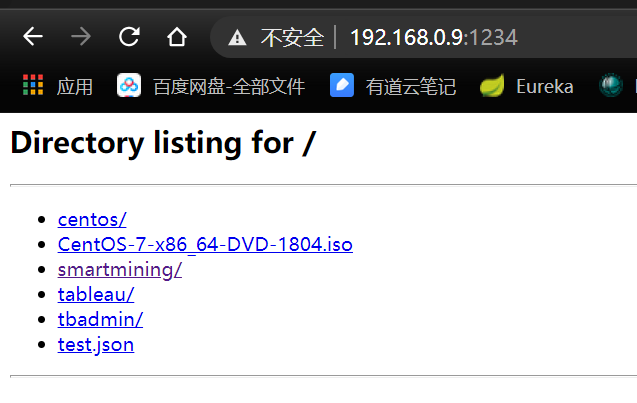 不安全 192.168.0.9:1234
应用 百度网盘-全部文件 有道云笔记 Eureka
Directory listing for /
centos/
CentOS-7-x86_64-DVD-1804.iso
smartmining/
tableau/
tbadmin/
test.json